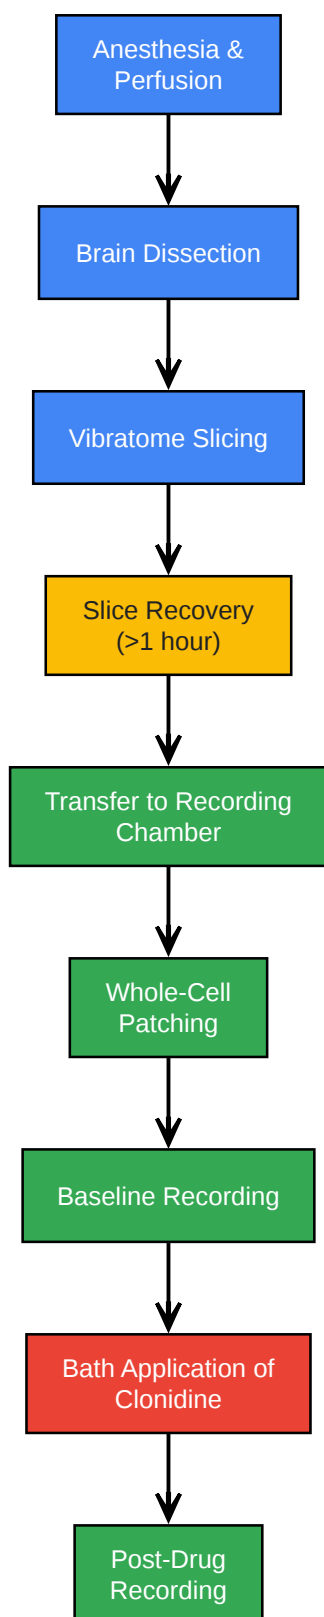 Anesthesia &
Perfusion
Brain Dissection
Vibratome Slicing
Slice Recovery
(>1 hour)
Transfer to Recording
Chamber
Whole-Cell
Patching
Baseline Recording
Bath Application of
Clonidine
Post-Drug
Recording